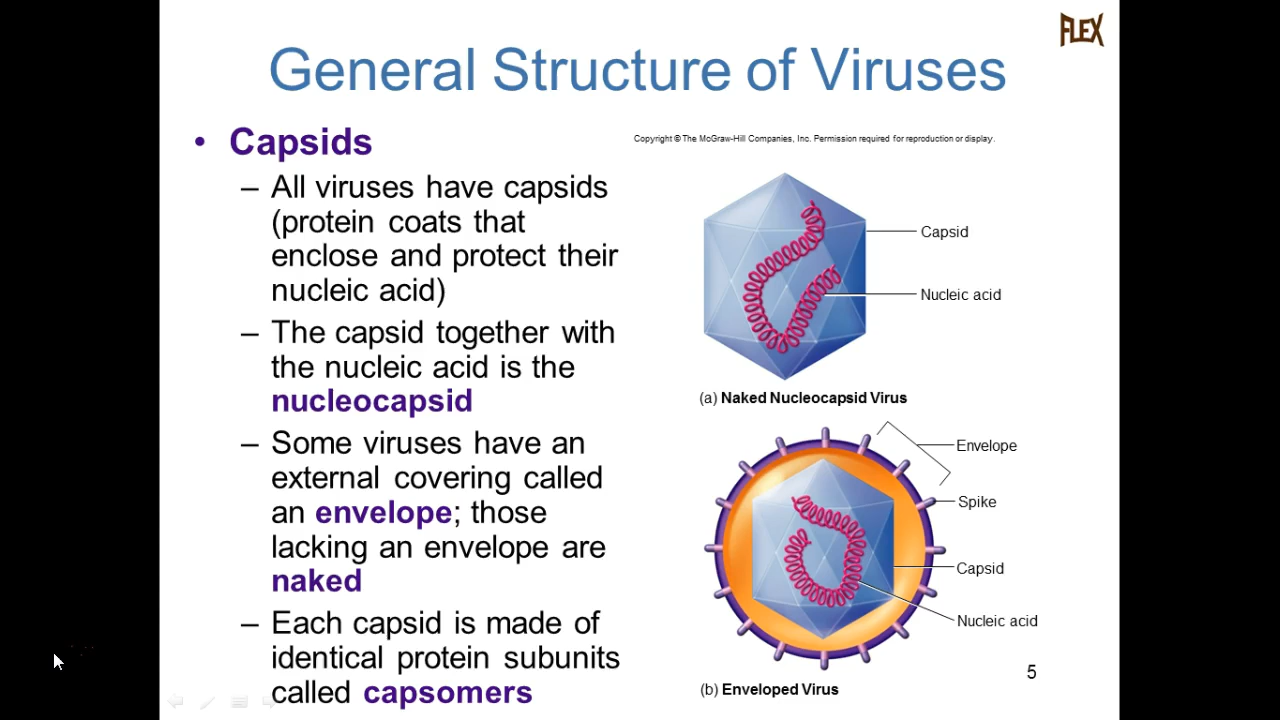 FLEX
General Structure of Viruses
• Capsids
– All viruses have capsids
(protein coats that
enclose and protect their
nucleic acid)
– The capsid together with
the nucleic acid is the
nucleocapsid
– Some viruses have an
external covering called
an envelope; those
lacking an envelope are
naked
– Each capsid is made of
identical protein subunits
called capsomers
Copyright © The McGraw-Hill Companies, Inc. Permission required for reproduction or display.
Capsid
Nucleic acid
(a) Naked Nucleocapsid Virus
Envelope
Spike
Capsid
Nucleic acid
(b) Enveloped Virus
5